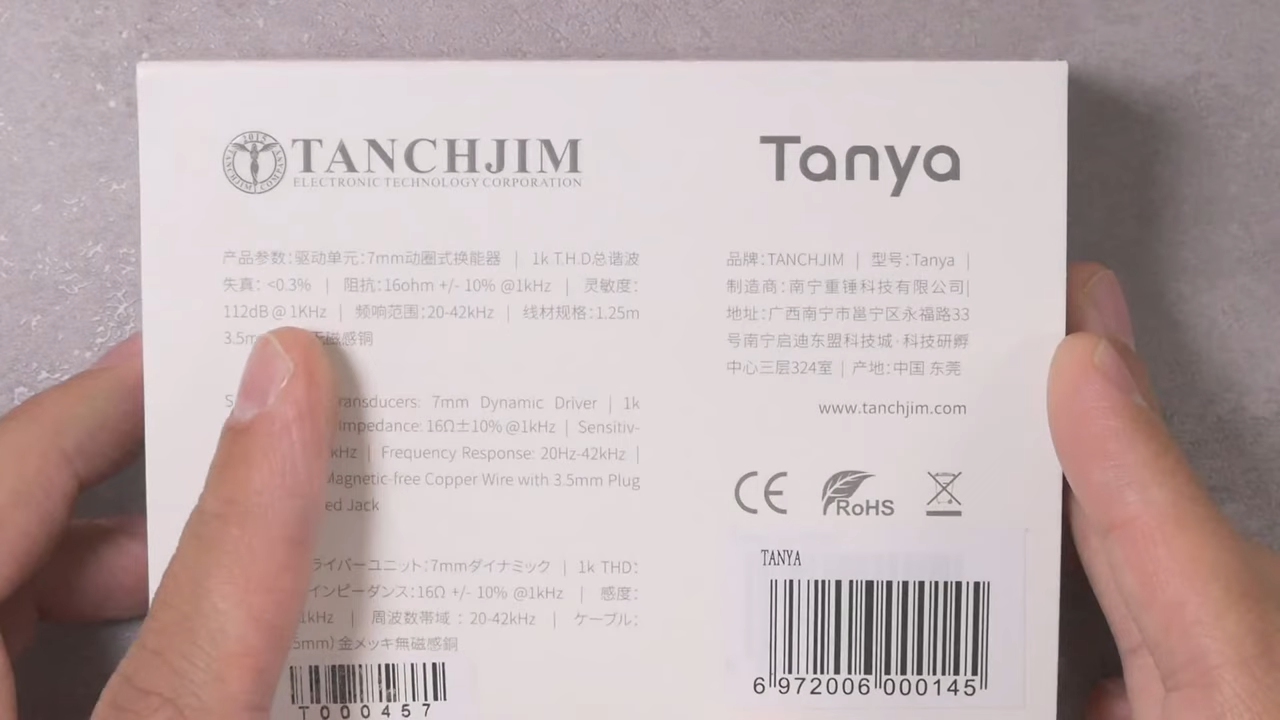 TANCHJIM
ELECTRONIC TECHNOLOGY CORPORATION
产品参数：驱动单元：7mm动圈式换能器 | 1k T.H.D总谐波
失真：<0.3% | 阻抗：16ohm +/- 10% @1kHz | 灵敏度：
112dB @ 1KHz | 频响范围：20-42kHz | 线材规格：1.25m
磁感铜
7mm Dynamic Driver | 1k
impedance: 16Ω±10%@1kHz | Sensitiv-
kHz | Frequency Response: 20Hz-42kHz |
Magnetic-free Copper Wire with 3.5mm Plug
ed Jack
ライバーユニット：7mmダイナミック | 1k THD：
インピーダンス：16Ω +/- 10% @1kHz | 感度：
1kHz | 周波数帯域：20-42kHz | ケーブル：
5mm) 金メッキ無磁感銅
T000457
Tanya
品牌：TANCHJIM | 型号：Tanya |
制造商：南宁重锤科技有限公司|
地址：广西南宁市邕宁区永福路33
号南宁启迪东盟科技城·科技研孵
中心三层324室 | 产地：中国 东莞
www.tanchjim.com
CE RoHS
TANYA
6 972006 000145